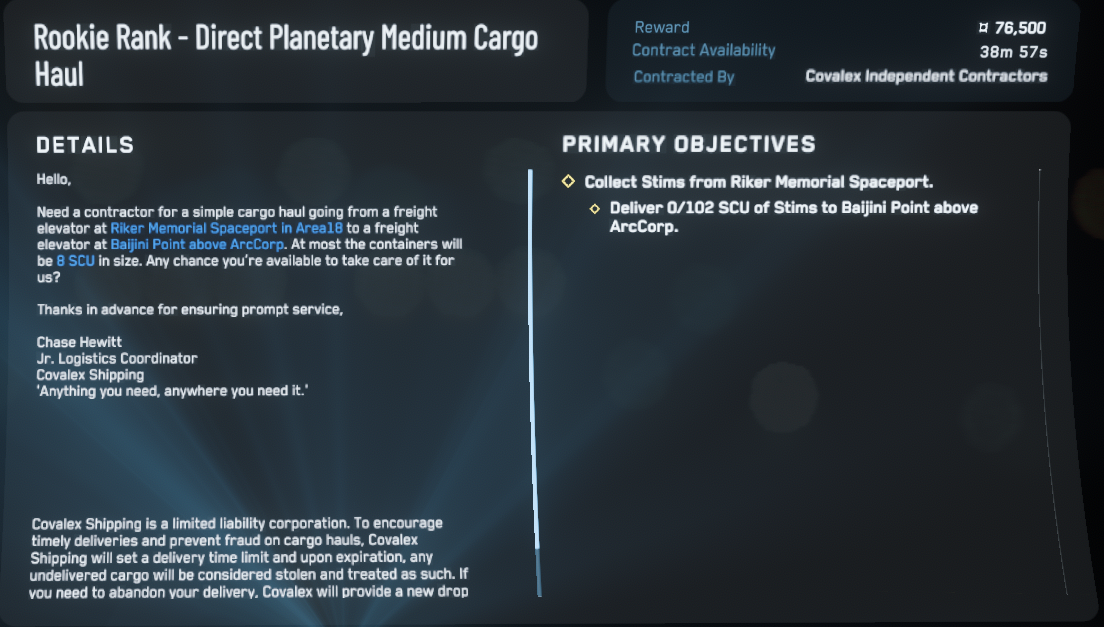 Rookie Rank - Direct Planetary Medium Cargo
Haul
Reward ¤ 76,500
Contract Availability 38m 57s
Contracted By Covalex Independent Contractors
DETAILS
Hello,
Need a contractor for a simple cargo haul going from a freight
elevator at Riker Memorial Spaceport in Area18 to a freight
elevator at Baijini Point above ArcCorp. At most the containers will
be 8 SCU in size. Any chance you're available to take care of it for
us?
Thanks in advance for ensuring prompt service,
Chase Hewitt
Jr. Logistics Coordinator
Covalex Shipping
'Anything you need, anywhere you need it.'
Covalex Shipping is a limited liability corporation. To encourage
timely deliveries and prevent fraud on cargo hauls, Covalex
Shipping will set a delivery time limit and upon expiration, any
undelivered cargo will be considered stolen and treated as such. If
you need to abandon your delivery, Covalex will provide a new drop
PRIMARY OBJECTIVES
Collect Stims from Riker Memorial Spaceport.
Deliver 0/102 SCU of Stims to Baijini Point above
ArcCorp.